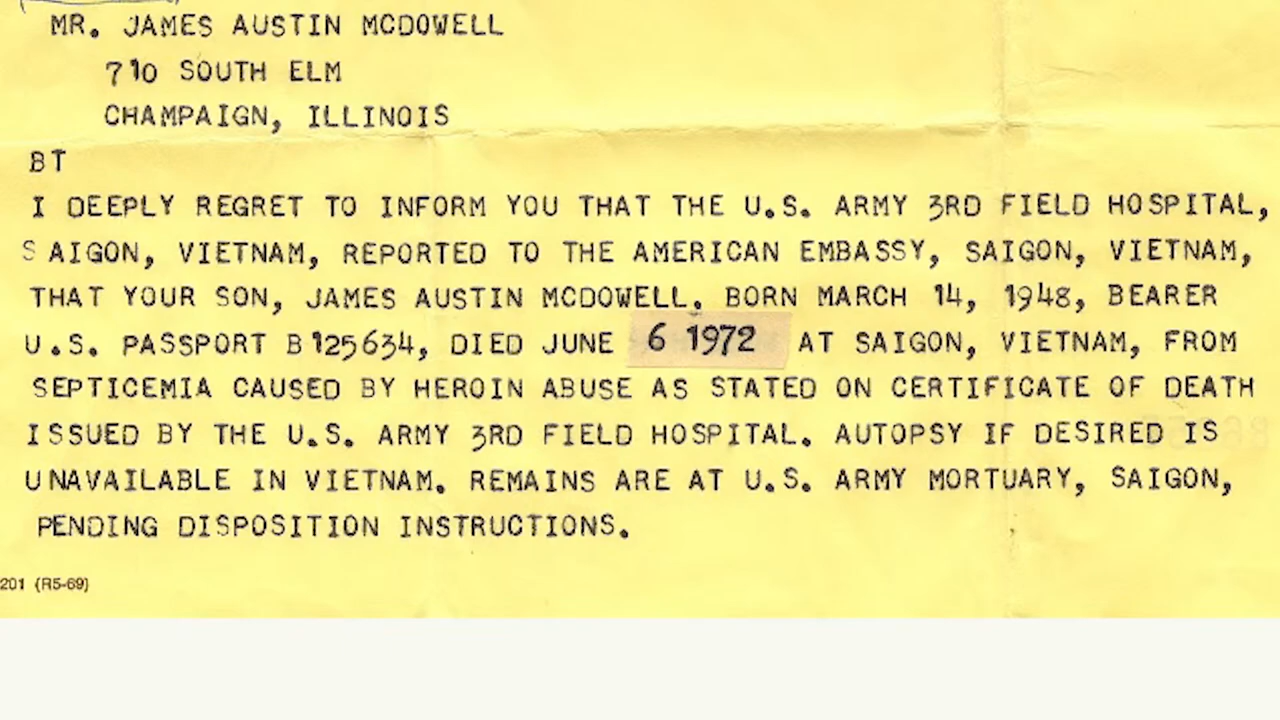 MR. JAMES AUSTIN MCDOWELL
710 SOUTH ELM
CHAMPAIGN, ILLINOIS
BT
I DEEPLY REGRET TO INFORM YOU THAT THE U.S. ARMY 3RD FIELD HOSPITAL,
SAIGON, VIETNAM, REPORTED TO THE AMERICAN EMBASSY, SAIGON, VIETNAM,
THAT YOUR SON, JAMES AUSTIN MCDOWELL. BORN MARCH 14, 1948, BEARER
U.S. PASSPORT B125634, DIED JUNE 6 1972 AT SAIGON, VIETNAM, FROM
SEPTICEMIA CAUSED BY HEROIN ABUSE AS STATED ON CERTIFICATE OF DEATH
ISSUED BY THE U.S. ARMY 3RD FIELD HOSPITAL. AUTOPSY IF DESIRED IS
UNAVAILABLE IN VIETNAM. REMAINS ARE AT U.S. ARMY MORTUARY, SAIGON,
PENDING DISPOSITION INSTRUCTIONS.
201 (R5-69)